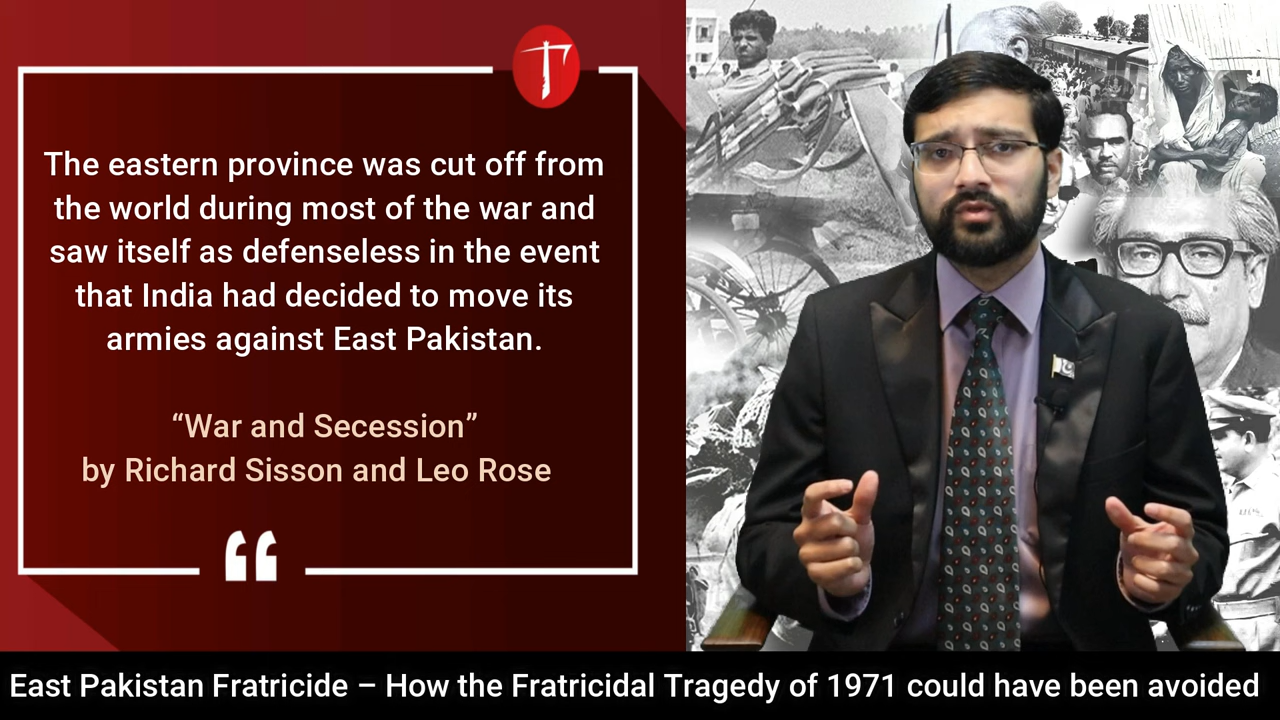 The eastern province was cut off from
the world during most of the war and
saw itself as defenseless in the event
that India had decided to move its
armies against East Pakistan.
“War and Secession”
by Richard Sisson and Leo Rose
East Pakistan Fratricide – How the Fratricidal Tragedy of 1971 could have been avoided